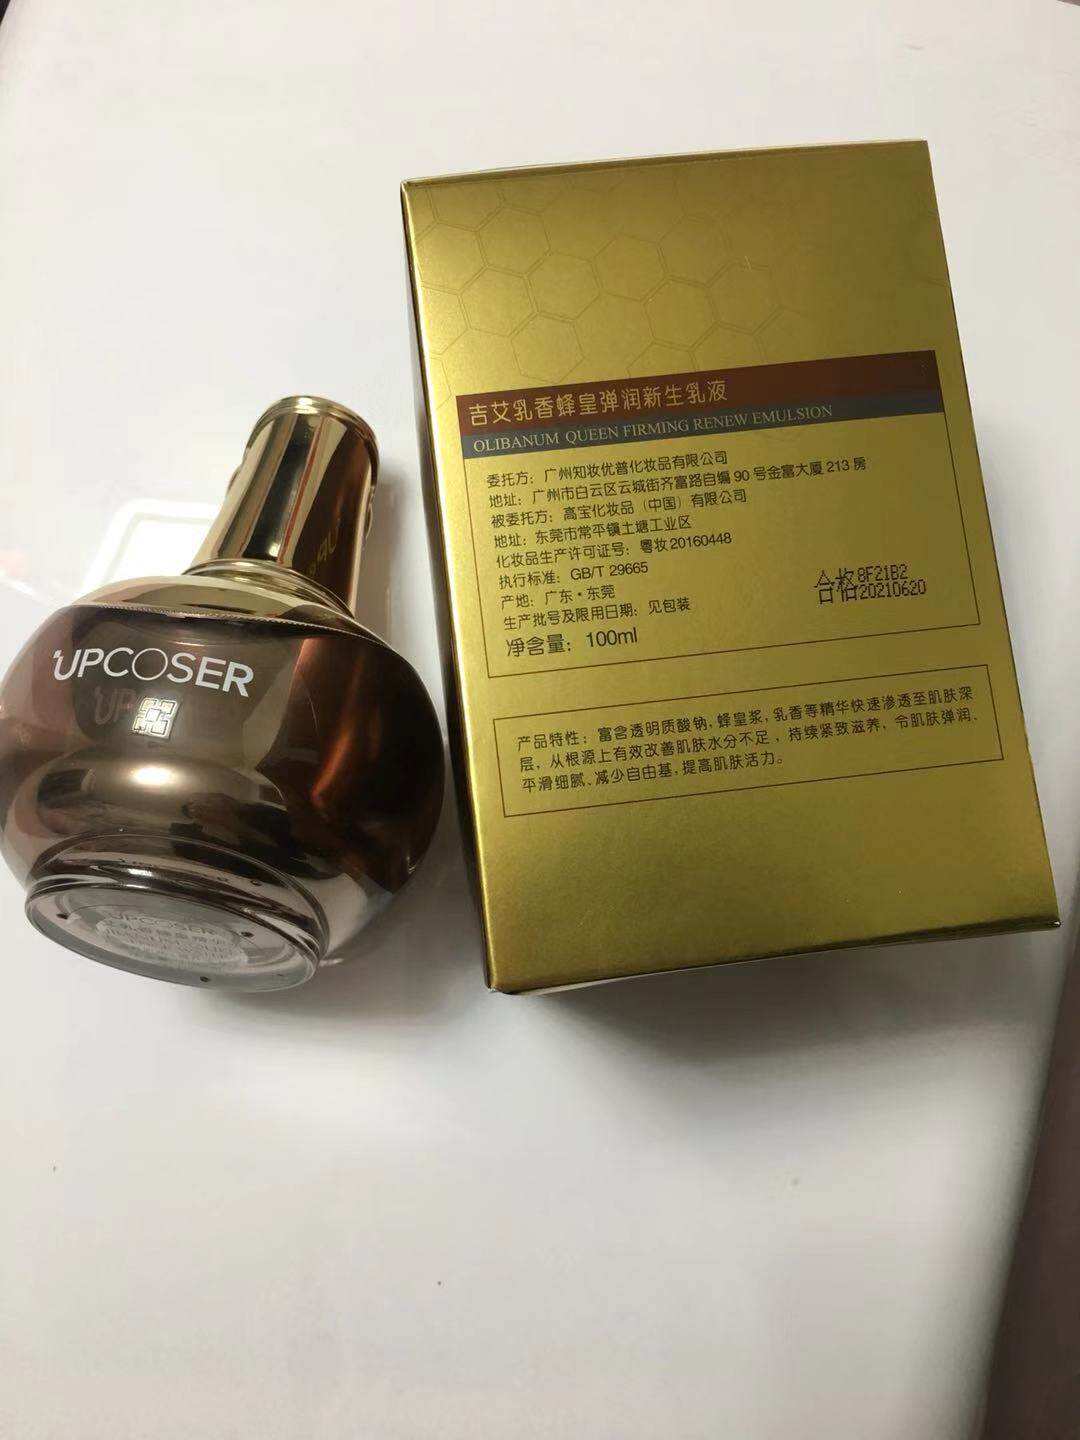 吉艾乳香蜂皇弹润新生乳液
OLIBANUM QUEEN FIRMING RENEW EMULSION
委托方：广州知妆优普化妆品有限公司
地址：广州市白云区云城街齐富路自编90号金富大厦213房
被委托方：高宝化妆品（中国）有限公司
地址：东莞市常平镇土塘工业区
化妆品生产许可证号：粤妆20160448
执行标准：GB/T 29665
产地：广东·东莞
生产批号及限用日期：见包装
净含量：100ml
合格
8F21B2
20210620
产品特性：富含透明质酸钠，蜂皇浆，乳香等精华快速渗透至肌肤深
层，从根源上有效改善肌肤水分不足，持续紧致滋养、令肌肤弹润、
平滑细腻、减少自由基，提高肌肤活力。
UPCOSER
UP
UPCOSER